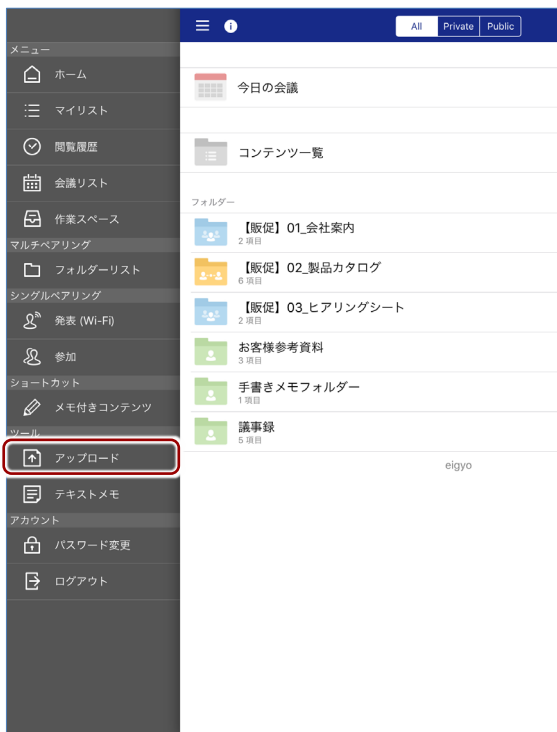 All Private Public
メニュー
ホーム
マイリスト
閲覧履歴
会議リスト
作業スペース
マルチペアリング
フォルダーリスト
シングルペアリング
発表 (Wi-Fi)
参加
ショートカット
メモ付きコンテンツ
ツール
アップロード
テキストメモ
アカウント
パスワード変更
ログアウト
今日の会議
コンテンツ一覧
フォルダー
【販促】01_会社案内
2 項目
【販促】02_製品カタログ
6 項目
【販促】03_ヒアリングシート
2 項目
お客様参考資料
3 項目
手書きメモフォルダー
1 項目
議事録
5 項目
eigyo